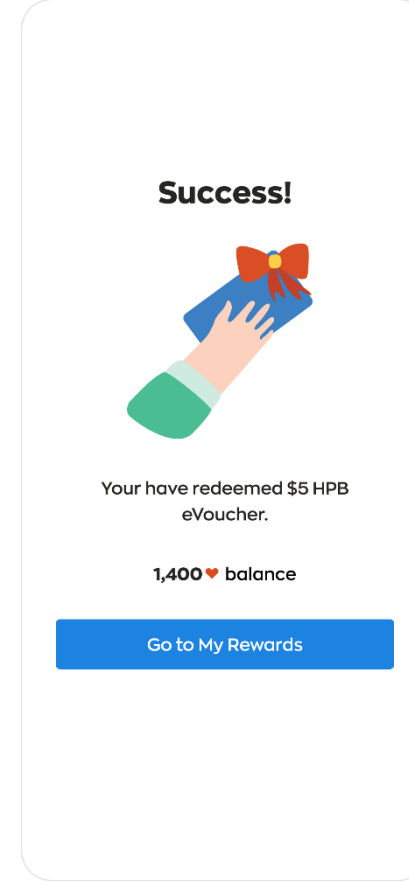 Success!
Your have redeemed $5 HPB
eVoucher.
1,400 balance
Go to My Rewards